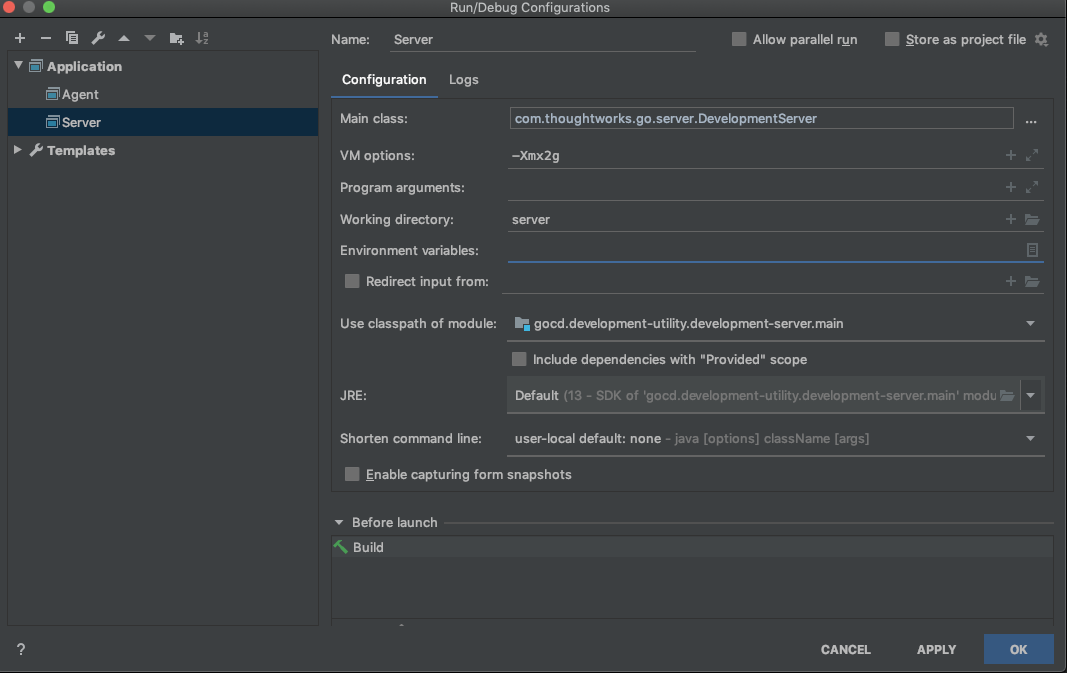 Run/Debug Configurations
Name: Server
Allow parallel run
Store as project file
Application
Agent
Server
Templates
Configuration
Logs
Main class: com.thoughtworks.go.server.DevelopmentServer ...
VM options: –Xmx2g
Program arguments:
Working directory: server
Environment variables:
Redirect input from:
Use classpath of module: gocd.development-utility.development-server.main
Include dependencies with "Provided" scope
JRE: Default (13 - SDK of 'gocd.development-utility.development-server.main' modu
Shorten command line: user-local default: none - java [options] className [args]
Enable capturing form snapshots
Before launch
Build
?
CANCEL
APPLY
OK